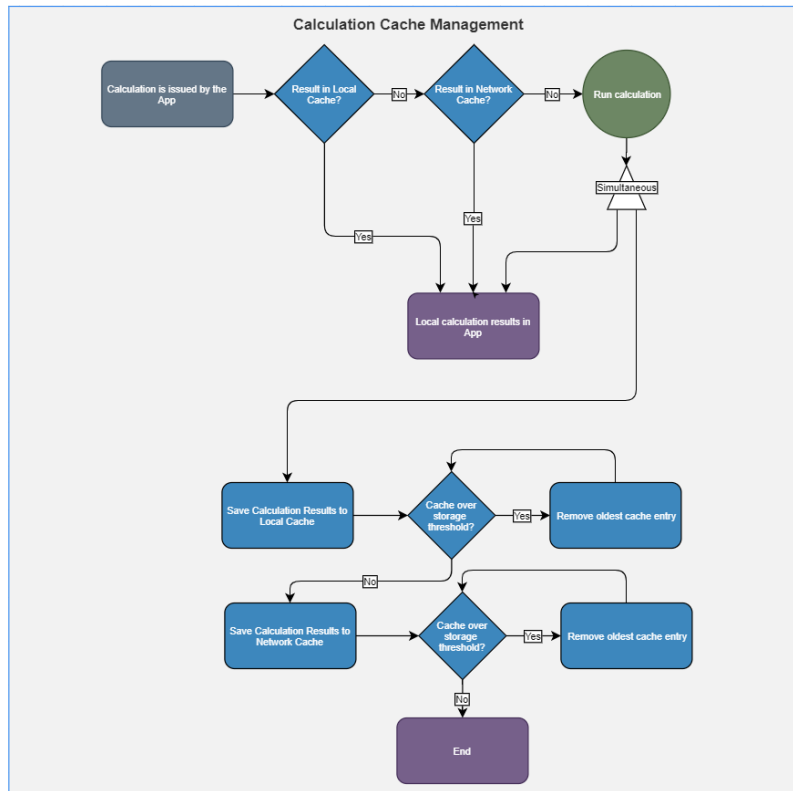 Calculation Cache Management
Calculation is issued by the
App
Result in Local
Cache?
No
Result in Network
Cache?
No
Run calculation
Simultaneous
Yes
Yes
Local calculation results in
App
Save Calculation Results to
Local Cache
Cache over
storage
threshold?
Yes
Remove oldest cache entry
No
Save Calculation Results to
Network Cache
Cache over
storage
threshold?
Yes
Remove oldest cache entry
No
End